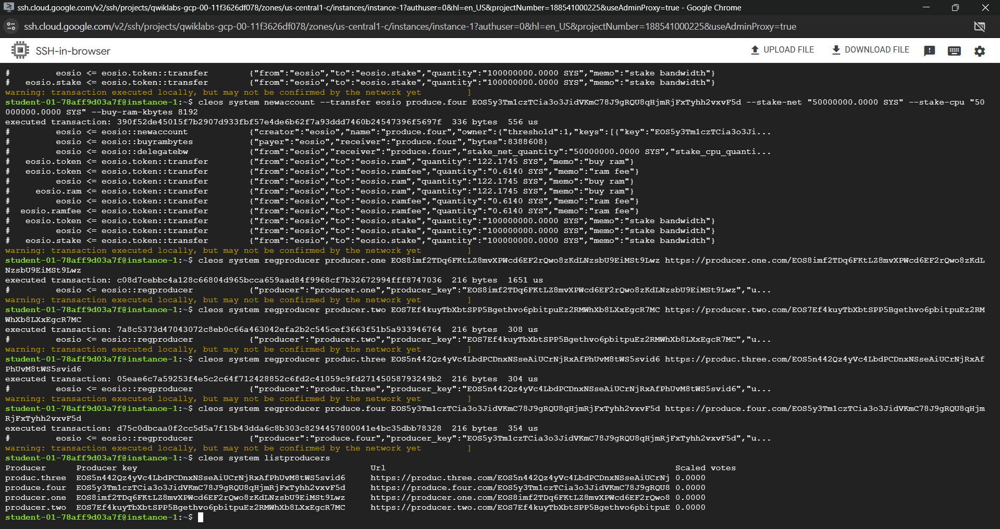 ssh.cloud.google.com/v2/ssh/projects/qwiklabs-gcp-00-11f3626df078/zones/us-central1-c/instances/instance-1?authuser=0&hl=en_US&projectNumber=188541000225&useAdminProxy=true - Google Chrome
ssh.cloud.google.com/v2/ssh/projects/qwiklabs-gcp-00-11f3626df078/zones/us-central1-c/instances/instance-1?authuser=0&hl=en_US&projectNumber=188541000225&useAdminProxy=true
SSH-in-browser UPLOAD FILE DOWNLOAD FILE
# eosio <= eosio.token::transfer {"from":"eosio","to":"eosio.stake","quantity":"100000000.0000 SYS","memo":"stake bandwidth"}
# eosio.stake <= eosio.token::transfer {"from":"eosio","to":"eosio.stake","quantity":"100000000.0000 SYS","memo":"stake bandwidth"}
warning: transaction executed locally, but may not be confirmed by the network yet ]
student-01-78aff9d03a7f@instance-1:~$ cleos system newaccount --transfer eosio produce.four EOS5y3Tm1czTCia3o3JidVKmC78J9gRQU8qHjmRjFxTyhh2vxvF5d --stake-net "50000000.0000 SYS" --stake-cpu "50
000000.0000 SYS" --buy-ram-kbytes 8192
executed transaction: 390f52de45015f7b2907d933fbf57e4de6b62f7a93ddd7460b24547396f5697f 336 bytes 556 us
# eosio <= eosio::newaccount {"creator":"eosio","name":"produce.four","owner":{"threshold":1,"keys":[{"key":"EOS5y3Tm1czTCia3o3Ji...
# eosio <= eosio::buyrambytes {"payer":"eosio","receiver":"produce.four","bytes":8388608}
# eosio <= eosio::delegatebw {"from":"eosio","receiver":"produce.four","stake_net_quantity":"50000000.0000 SYS","stake_cpu_quanti...
# eosio.token <= eosio.token::transfer {"from":"eosio","to":"eosio.ram","quantity":"122.1745 SYS","memo":"buy ram"}
# eosio.token <= eosio.token::transfer {"from":"eosio","to":"eosio.ramfee","quantity":"0.6140 SYS","memo":"ram fee"}
# eosio <= eosio.token::transfer {"from":"eosio","to":"eosio.ram","quantity":"122.1745 SYS","memo":"buy ram"}
# eosio.ram <= eosio.token::transfer {"from":"eosio","to":"eosio.ram","quantity":"122.1745 SYS","memo":"buy ram"}
# eosio <= eosio.token::transfer {"from":"eosio","to":"eosio.ramfee","quantity":"0.6140 SYS","memo":"ram fee"}
# eosio.ramfee <= eosio.token::transfer {"from":"eosio","to":"eosio.ramfee","quantity":"0.6140 SYS","memo":"ram fee"}
# eosio.token <= eosio.token::transfer {"from":"eosio","to":"eosio.stake","quantity":"100000000.0000 SYS","memo":"stake bandwidth"}
# eosio <= eosio.token::transfer {"from":"eosio","to":"eosio.stake","quantity":"100000000.0000 SYS","memo":"stake bandwidth"}
# eosio.stake <= eosio.token::transfer {"from":"eosio","to":"eosio.stake","quantity":"100000000.0000 SYS","memo":"stake bandwidth"}
warning: transaction executed locally, but may not be confirmed by the network yet ]
student-01-78aff9d03a7f@instance-1:~$ cleos system regproducer producer.one EOS8imf2TDq6FKtLZ8mvXPWcd6EF2rQwo8zKdLNzsbU9EiMSt9Lwz https://producer.one.com/EOS8imf2TDq6FKtLZ8mvXPWcd6EF2rQwo8zKdL
NzsbU9EiMSt9Lwz
executed transaction: c08d7cebbc4a128c66804d965bcca659aad84f9968cf7b32672994fff8747036 216 bytes 1651 us
# eosio <= eosio::regproducer {"producer":"producer.one","producer_key":"EOS8imf2TDq6FKtLZ8mvXPWcd6EF2rQwo8zKdLNzsbU9EiMSt9Lwz","u...
warning: transaction executed locally, but may not be confirmed by the network yet ]
student-01-78aff9d03a7f@instance-1:~$ cleos system regproducer producer.two EOS7Ef4kuyTbXbtSPP5Bgethvo6pbitpuEz2RMWhXb8LXxEgcR7MC https://producer.two.com/EOS7Ef4kuyTbXbtSPP5Bgethvo6pbitpuEz2RM
WhXb8LXxEgcR7MC
executed transaction: 7a8c5373d47043072c8eb0c66a463042efa2b2c545cef3663f51b5a933946764 216 bytes 308 us
# eosio <= eosio::regproducer {"producer":"producer.two","producer_key":"EOS7Ef4kuyTbXbtSPP5Bgethvo6pbitpuEz2RMWhXb8LXxEgcR7MC","u...
warning: transaction executed locally, but may not be confirmed by the network yet ]
student-01-78aff9d03a7f@instance-1:~$ cleos system regproducer produc.three EOS5n442Qz4yVc4LbdPCDnxNSseAiUCrNjRxAfPhUvM8tWS5svid6 https://produc.three.com/EOS5n442Qz4yVc4LbdPCDnxNSseAiUCrNjRxAf
PhUvM8tWS5svid6
executed transaction: 05eae6c7a59253f4e5c2c64f712428852c6fd2c41059c9fd27145058793249b2 216 bytes 304 us
# eosio <= eosio::regproducer {"producer":"produc.three","producer_key":"EOS5n442Qz4yVc4LbdPCDnxNSseAiUCrNjRxAfPhUvM8tWS5svid6","u...
warning: transaction executed locally, but may not be confirmed by the network yet ]
student-01-78aff9d03a7f@instance-1:~$ cleos system regproducer produce.four EOS5y3Tm1czTCia3o3JidVKmC78J9gRQU8qHjmRjFxTyhh2vxvF5d https://produce.four.com/EOS5y3Tm1czTCia3o3JidVKmC78J9gRQU8qHjm
RjFxTyhh2vxvF5d
executed transaction: d75c0dbcaa0f2cc5d5a7f15b43dda6c8b303c8294457800041e4bc35dbb78328 216 bytes 354 us
# eosio <= eosio::regproducer {"producer":"produce.four","producer_key":"EOS5y3Tm1czTCia3o3JidVKmC78J9gRQU8qHjmRjFxTyhh2vxvF5d","u...
warning: transaction executed locally, but may not be confirmed by the network yet ]
student-01-78aff9d03a7f@instance-1:~$ cleos system listproducers
Producer Producer key Url Scaled votes
produc.three EOS5n442Qz4yVc4LbdPCDnxNSseAiUCrNjRxAfPhUvM8tWS5svid6 https://produc.three.com/EOS5n442Qz4yVc4LbdPCDnxNSseAiUCrNj 0.0000
produce.four EOS5y3Tm1czTCia3o3JidVKmC78J9gRQU8qHjmRjFxTyhh2vxvF5d https://produce.four.com/EOS5y3Tm1czTCia3o3JidVKmC78J9gRQU8 0.0000
producer.one EOS8imf2TDq6FKtLZ8mvXPWcd6EF2rQwo8zKdLNzsbU9EiMSt9Lwz https://producer.one.com/EOS8imf2TDq6FKtLZ8mvXPWcd6EF2rQwo8 0.0000
producer.two EOS7Ef4kuyTbXbtSPP5Bgethvo6pbitpuEz2RMWhXb8LXxEgcR7MC https://producer.two.com/EOS7Ef4kuyTbXbtSPP5Bgethvo6pbitpuE 0.0000
student-01-78aff9d03a7f@instance-1:~$